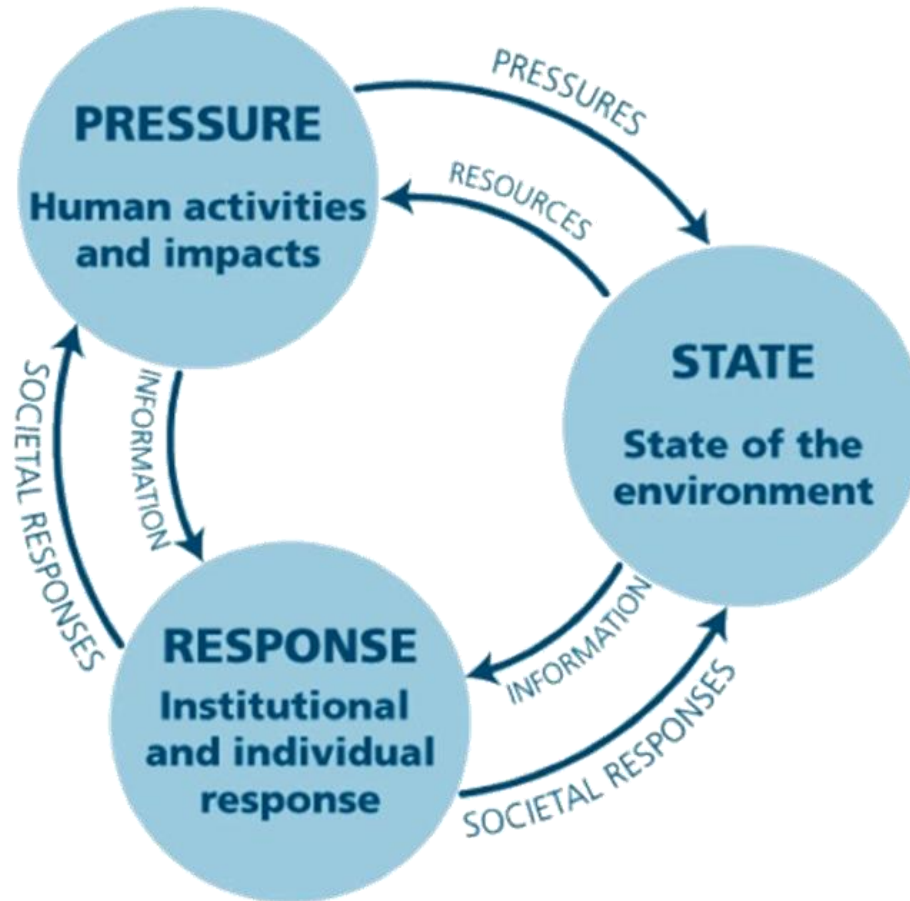 PRESSURE
Human activities
and impacts
PRESSURES
RESOURCES
STATE
State of the
environment
SOCIETAL RESPONSES
INFORMATION
INFORMATION
SOCIETAL RESPONSES
RESPONSE
Institutional
and individual
response